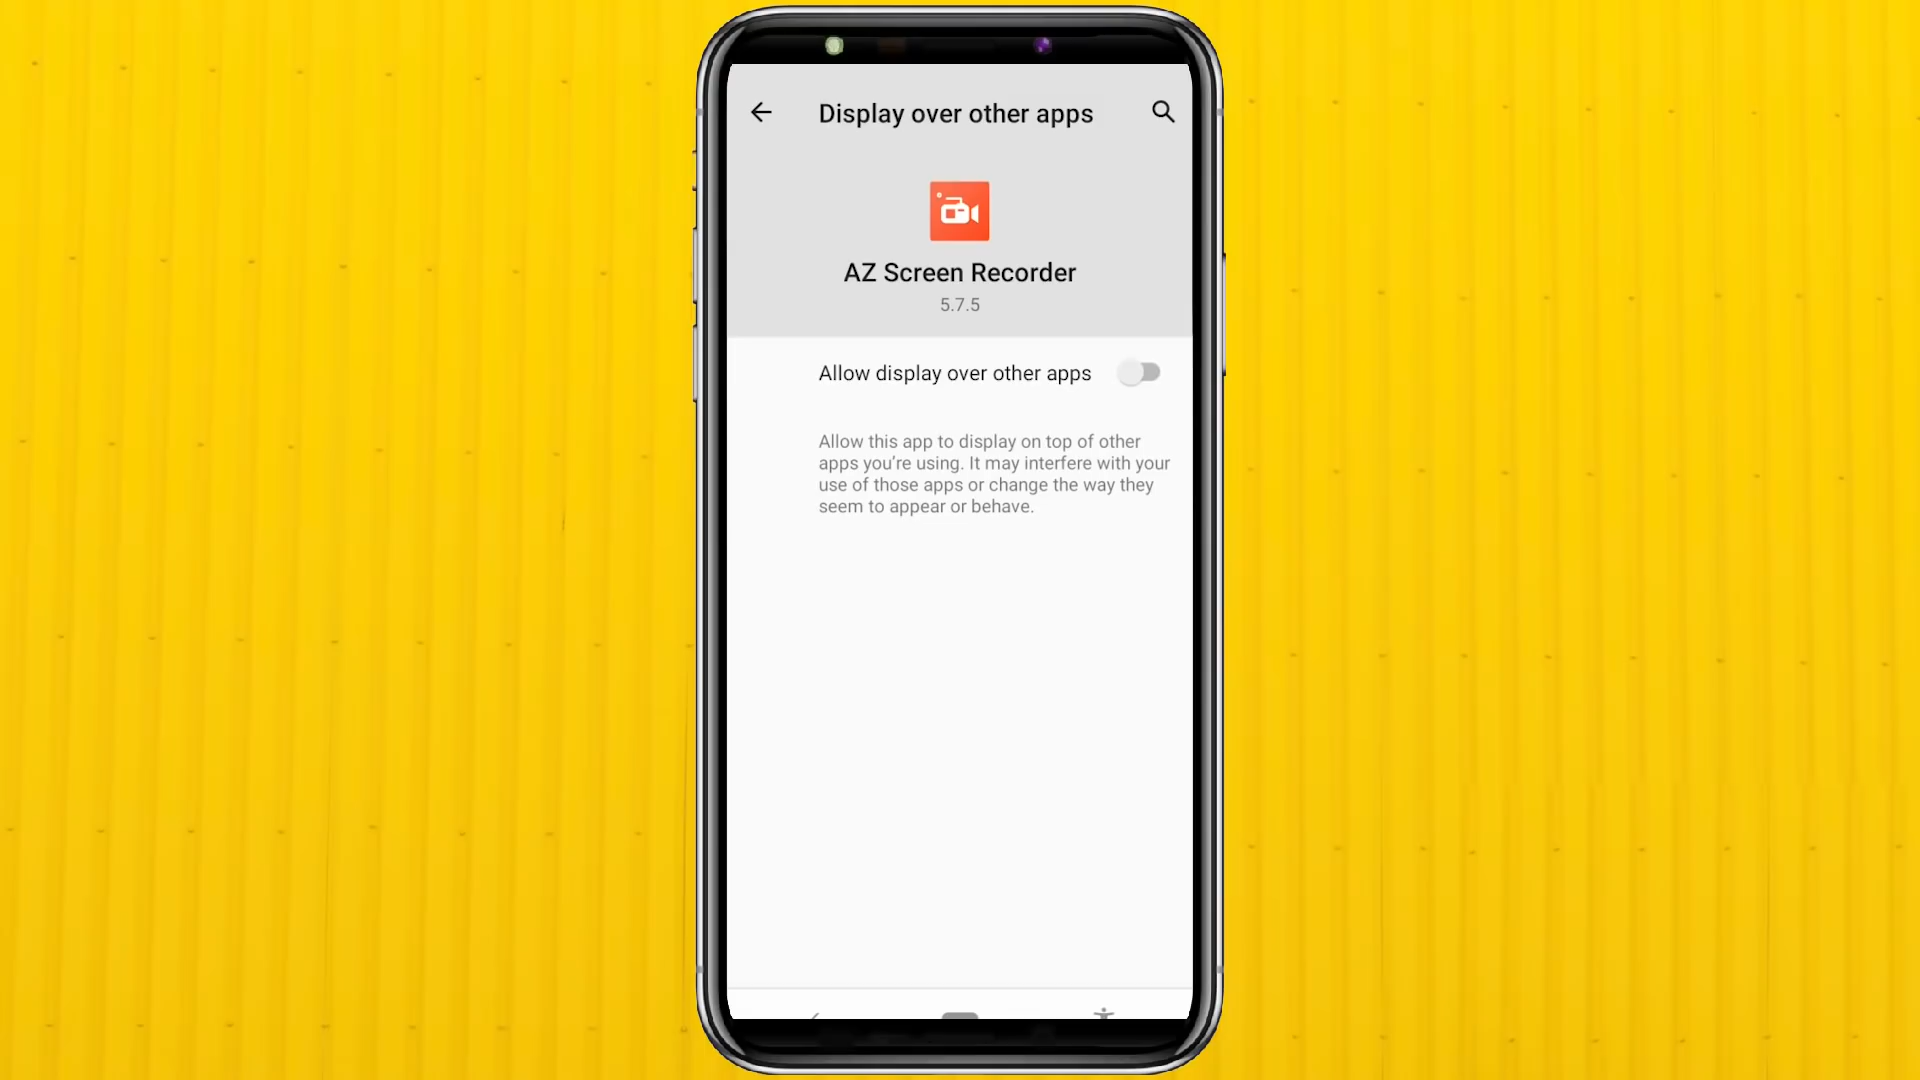 Display over other apps
AZ Screen Recorder
5.7.5
Allow display over other apps
Allow this app to display on top of other
apps you're using. It may interfere with your
use of those apps or change the way they
seem to appear or behave.